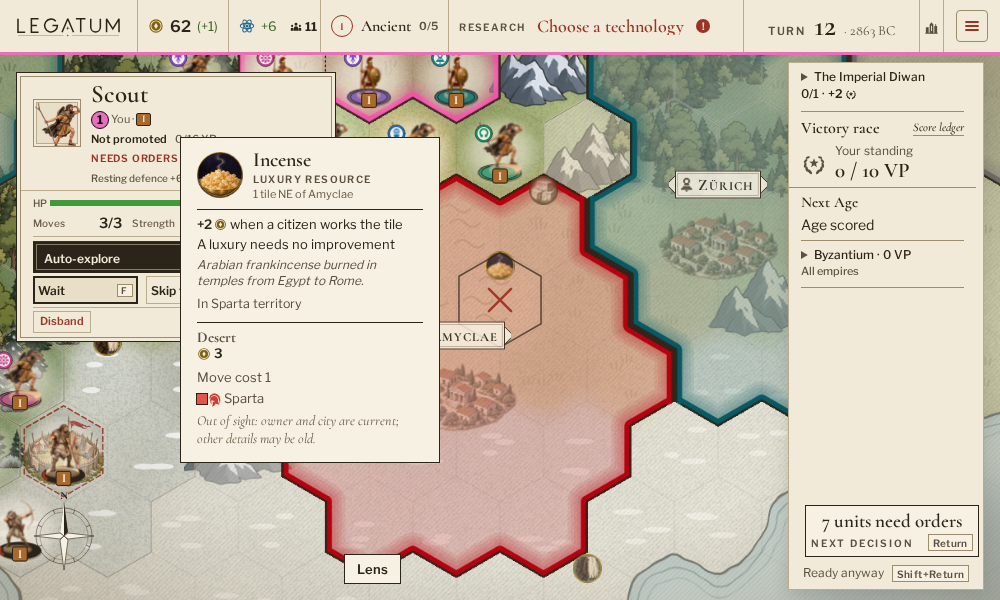 LEGATUM
62 (+1)
+6
11
I Ancient 0/5
RESEARCH Choose a technology !
TURN 12 · 2863 BC
Scout
1 You · I
Not promoted
NEEDS ORDERS
Resting defence +6
HP
Moves 3/3 Strength
Auto-explore
Wait F
Skip
Disband
Incense
LUXURY RESOURCE
1 tile NE of Amyclae
+2 when a citizen works the tile
A luxury needs no improvement
Arabian frankincense burned in
temples from Egypt to Rome.
In Sparta territory
Desert
3
Move cost 1
Sparta
Out of sight: owner and city are current;
other details may be old.
I
I
I
ZÜRICH
MYCLAE
I
I
I
N
Lens
The Imperial Diwan
0/1 · +2
Victory race Score ledger
Your standing
0 / 10 VP
Next Age
Age scored
Byzantium · 0 VP
All empires
7 units need orders
NEXT DECISION Return
Ready anyway Shift+Return